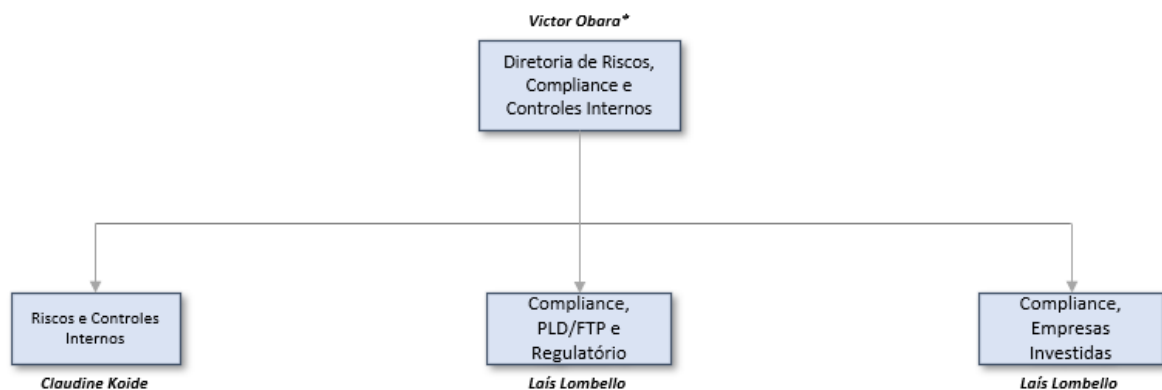 Victor Obara*
Diretoria de Riscos,
Compliance e
Controles Internos
Riscos e Controles
Internos
Claudine Koide
Compliance,
PLD/FTP e
Regulatório
Laís Lombello
Compliance,
Empresas
Investidas
Laís Lombello